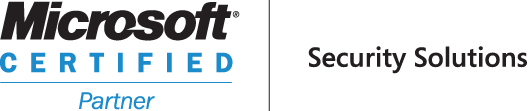 Microsoft®
CERTIFIED
Partner
Security Solutions